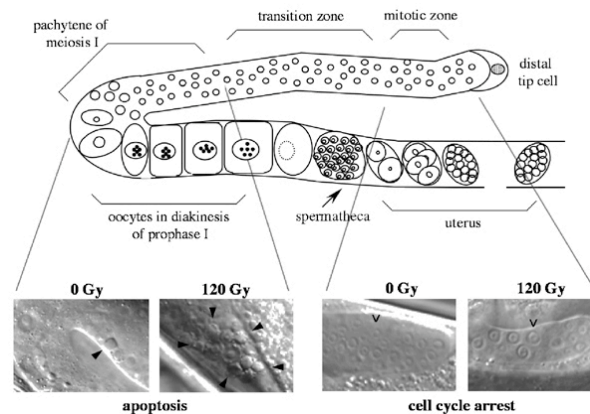 transition zone
mitotic zone
pachytene of
meiosis I
distal
tip cell
spermatheca
oocytes in diakinesis
of prophase I
uterus
0 Gy
120 Gy
0 Gy
120 Gy
apoptosis
cell cycle arrest